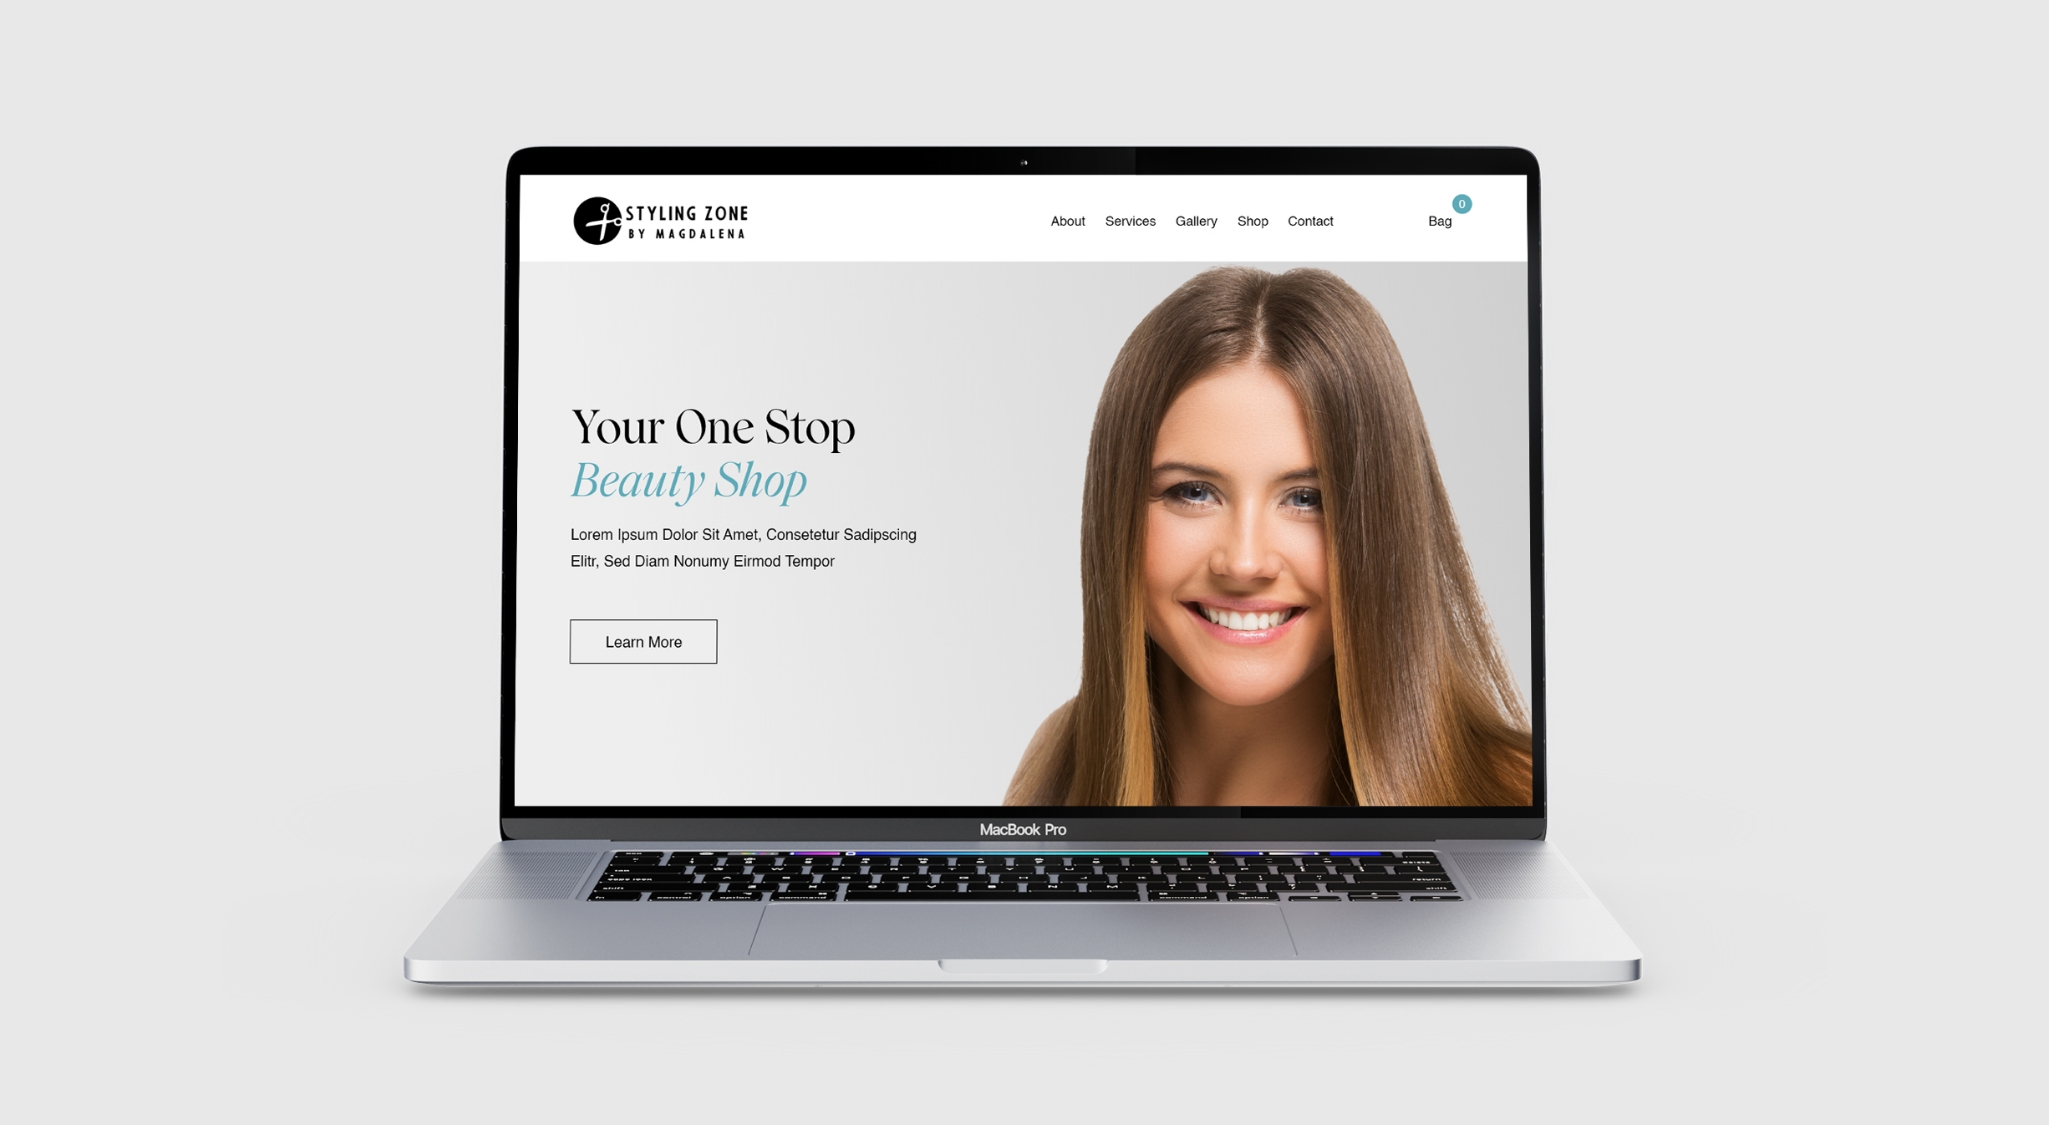 STYLING ZONE
BY MAGDALENA
About Services Gallery Shop Contact
Bag 0
Your One Stop
Beauty Shop
Lorem Ipsum Dolor Sit Amet, Consetetur Sadipscing
Elitr, Sed Diam Nonumy Eirmod Tempor
Learn More
MacBook Pro